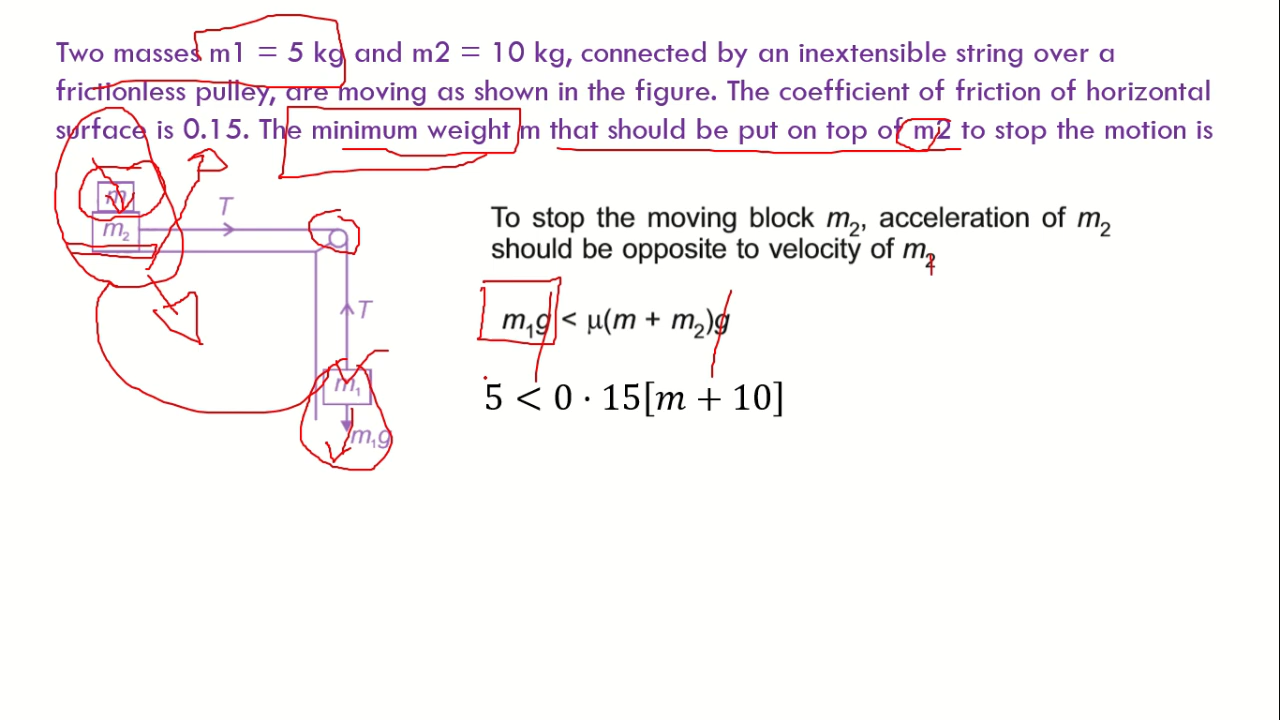 Two masses m1 = 5 kg and m2 = 10 kg, connected by an inextensible string over a
frictionless pulley, are moving as shown in the figure. The coefficient of friction of horizontal
surface is 0.15. The minimum weight m that should be put on top of m2 to stop the motion is
m
m₂
T
T
m₁
m₁g
To stop the moving block m₂, acceleration of m₂
should be opposite to velocity of m₂
m₁g < μ(m + m₂)g
5 < 0 · 15[m + 10]